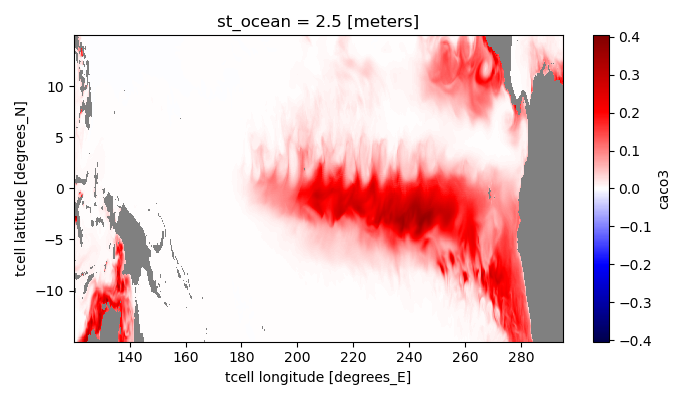 st_ocean = 2.5 [meters]
10
5
0
−5
−10
tcell latitude [degrees_N]
140 160 180 200 220 240 260 280
tcell longitude [degrees_E]
0.4
0.3
0.2
0.1
0.0
−0.1
−0.2
−0.3
−0.4
caco3